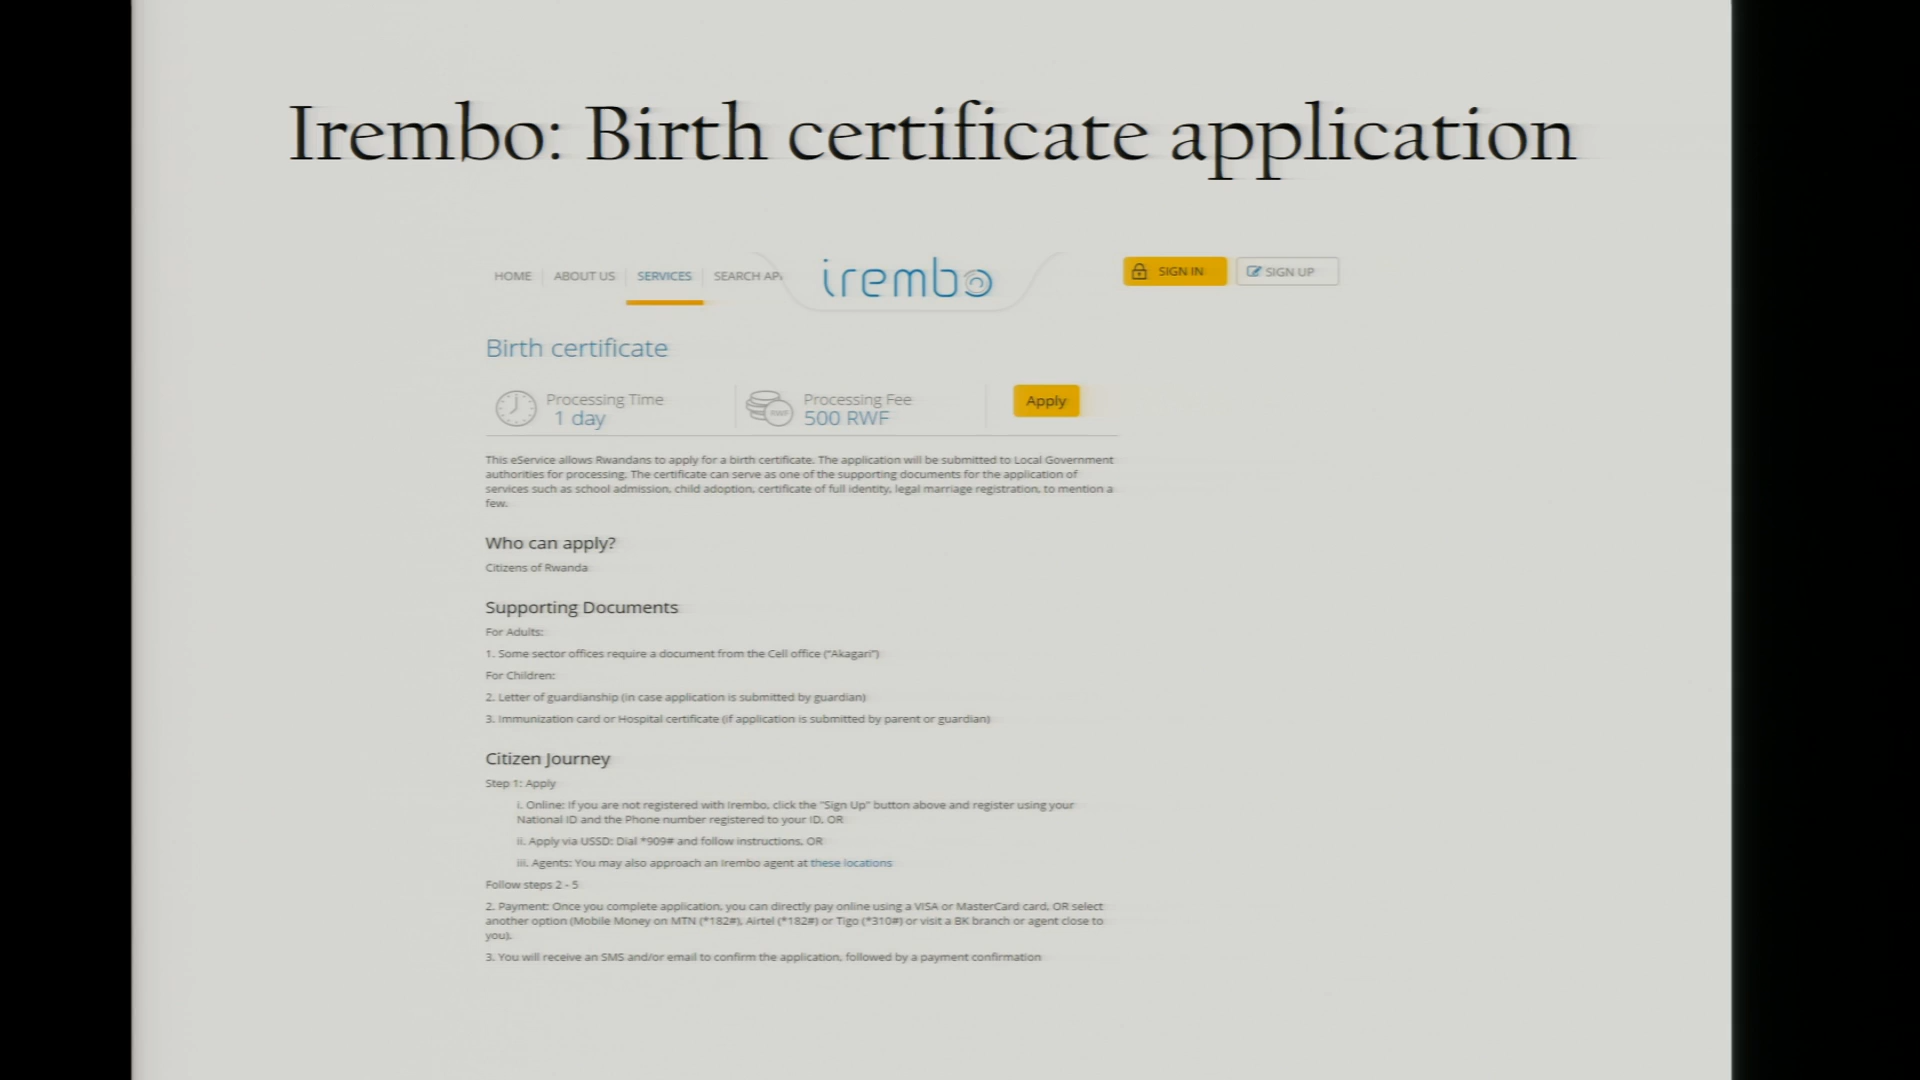 Irembo: Birth certificate application
HOME ABOUT US SERVICES SEARCH AP irembo SIGN IN SIGN UP
Birth certificate
Processing Time Processing Fee Apply
1 day 500 RWF
RWF
This eService allows Rwandans to apply for a birth certificate. The application will be submitted to Local Government
authorities for processing. The certificate can serve as one of the supporting documents for the application of
services such as school admission, child adoption, certificate of full identity, legal marriage registration, to mention a
few.
Who can apply?
Citizens of Rwanda
Supporting Documents
For Adults:
1. Some sector offices require a document from the Cell office ("Akagari")
For Children:
2. Letter of guardianship (in case application is submitted by guardian)
3. Immunization card or Hospital certificate (if application is submitted by parent or guardian)
Citizen Journey
Step 1: Apply
i. Online: If you are not registered with Irembo, click the "Sign Up" button above and register using your
National ID and the Phone number registered to your ID, OR
ii. Apply via USSD: Dial *909# and follow instructions, OR
iii. Agents: You may also approach an Irembo agent at these locations
Follow steps 2 - 5
2. Payment: Once you complete application, you can directly pay online using a VISA or MasterCard card, OR select
another option (Mobile Money on MTN (*182#), Airtel (*182#) or Tigo (*310#) or visit a BK branch or agent close to
you).
3. You will receive an SMS and/or email to confirm the application, followed by a payment confirmation